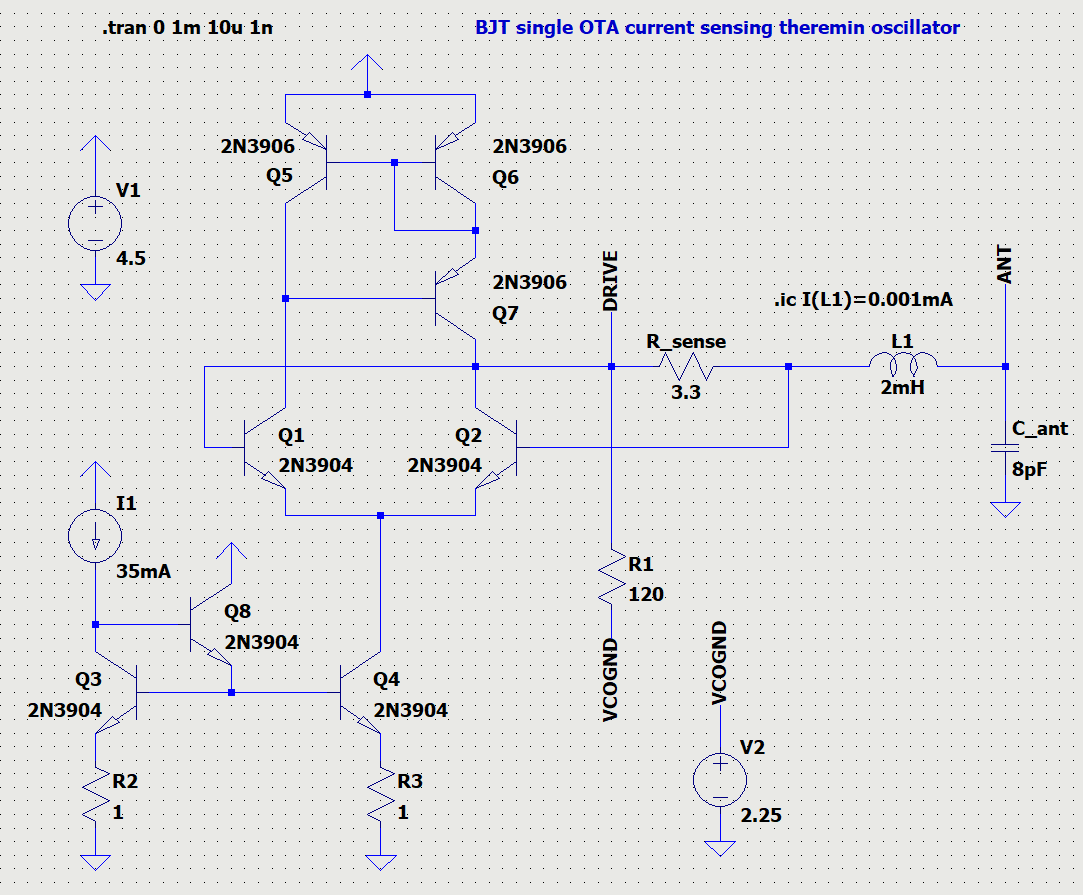 .tran 0 1m 10u 1n
BJT single OTA current sensing theremin oscillator
2N3906
Q5
2N3906
Q6
V1
4.5
2N3906
Q7
DRIVE
ANT
.ic I(L1)=0.001mA
R_sense
3.3
L1
2mH
Q1
2N3904
Q2
2N3904
C_ant
8pF
I1
35mA
R1
120
Q8
2N3904
VCOGND
VCOGND
Q3
2N3904
Q4
2N3904
V2
2.25
R2
1
R3
1